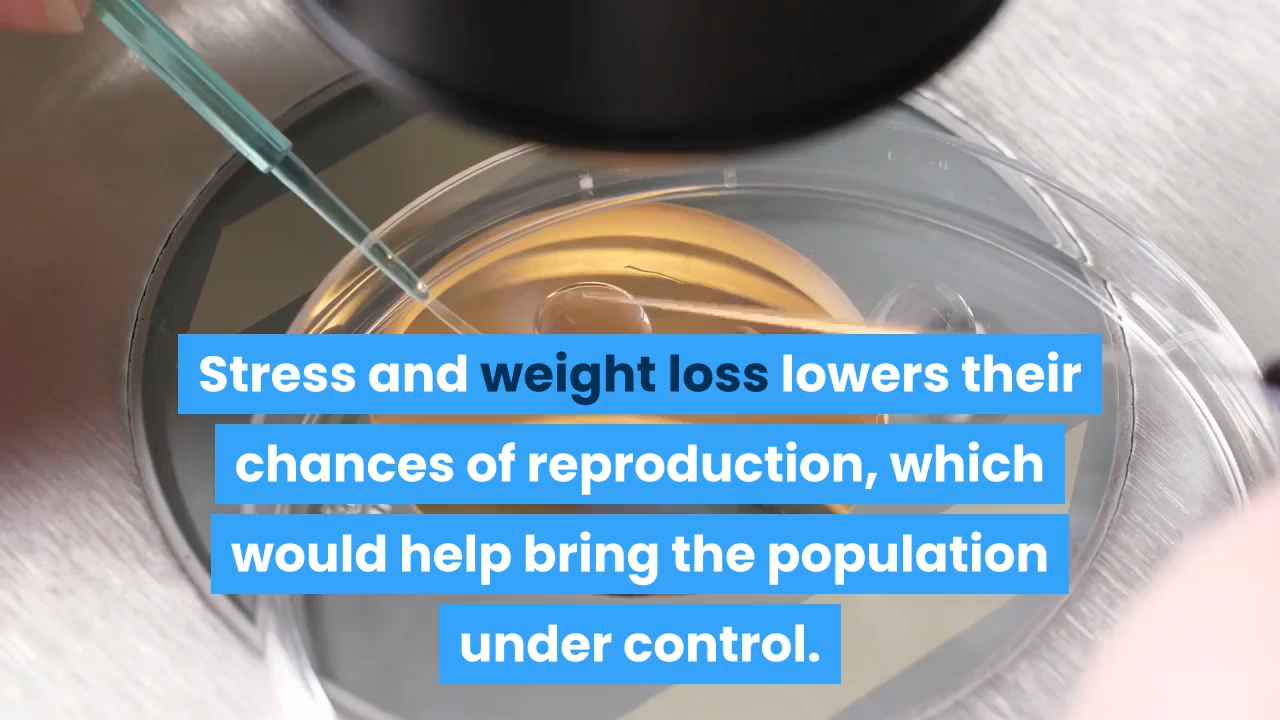 Stress and weight loss lowers their
chances of reproduction, which
would help bring the population
under control.